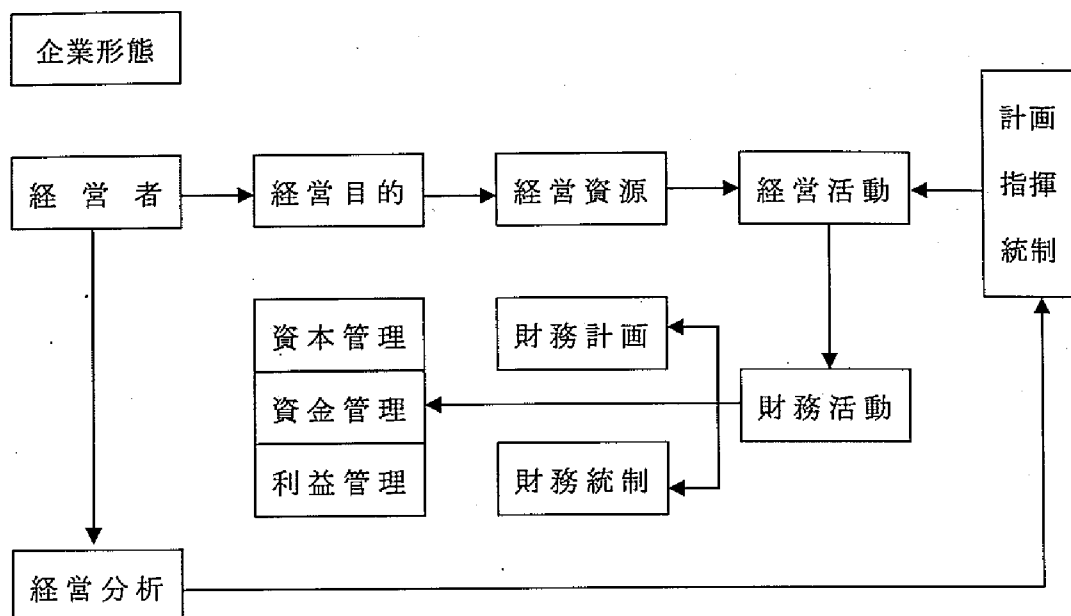 企業形態
計画
指揮
統制
経営者
経営目的
経営資源
経営活動
資本管理
資金管理
利益管理
財務計画
財務統制
財務活動
経営分析